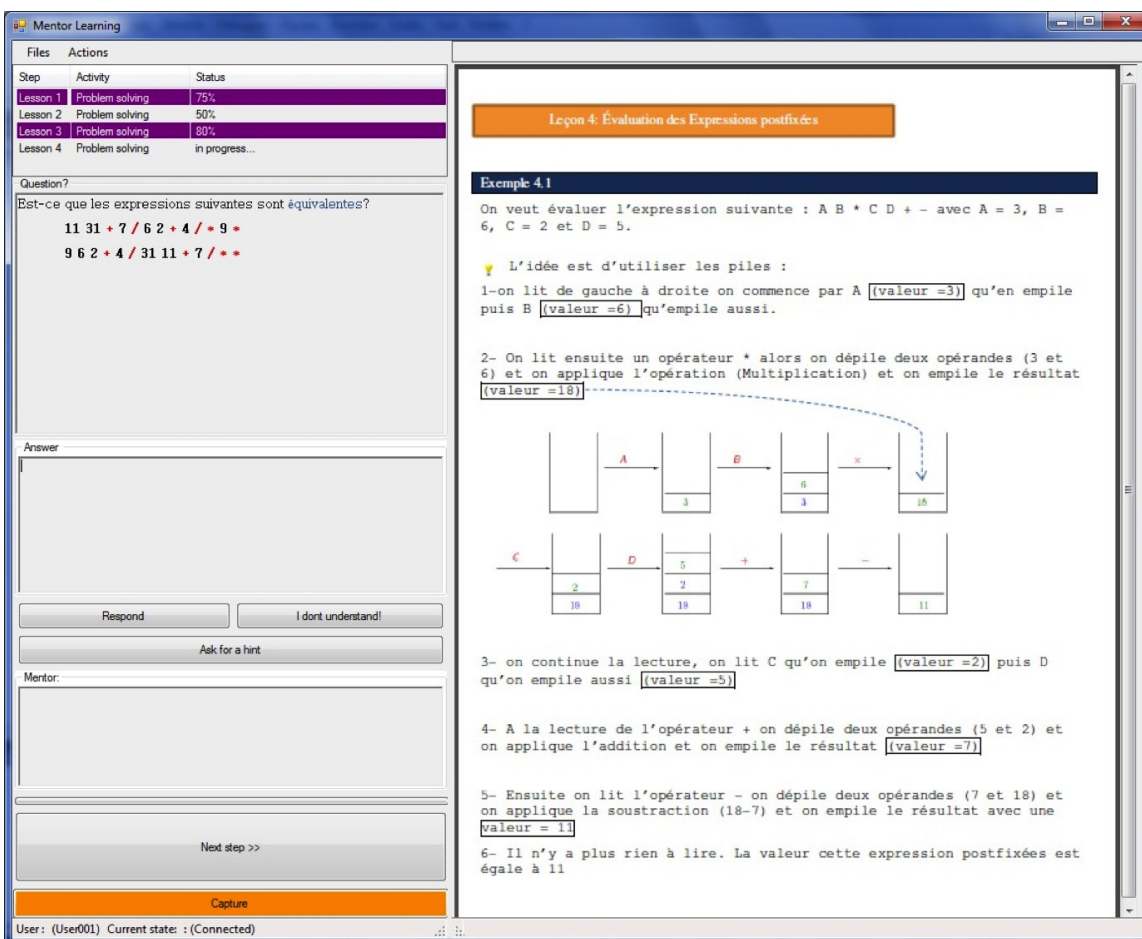 Mentor Learning
Files Actions
Step Activity Status
Lesson 1 Problem solving 75%
Lesson 2 Problem solving 50%
Lesson 3 Problem solving 80%
Lesson 4 Problem solving in progress...
Question?
Est-ce que les expressions suivantes sont équivalentes?
11 31 + 7 / 6 2 + 4 / * 9 *
9 6 2 + 4 / 31 11 + 7 / * *
Answer
Respond I dont understand!
Ask for a hint
Mentor:
Next step >>
Capture
User : (User001) Current state: : (Connected)
Leçon 4: Évaluation des Expressions postfixées
Exemple 4.1
On veut évaluer l'expression suivante : A B * C D + - avec A = 3, B =
6, C = 2 et D = 5.
L'idée est d'utiliser les piles :
1-on lit de gauche à droite on commence par A (valeur =3) qu'en empile
puis B (valeur =6) qu'empile aussi.
2- On lit ensuite un opérateur * alors on dépile deux opérandes (3 et
6) et on applique l'opération (Multiplication) et on empile le résultat
(valeur =18)
A B ×
6
3 3 18
C D + -
5
2 2 7
18 18 18 11
3- on continue la lecture, on lit C qu'on empile (valeur =2) puis D
qu'on empile aussi (valeur =5)
4- A la lecture de l'opérateur + on dépile deux opérandes (5 et 2) et
on applique l'addition et on empile le résultat (valeur =7)
5- Ensuite on lit l'opérateur - on dépile deux opérandes (7 et 18) et
on applique la soustraction (18-7) et on empile le résultat avec une
valeur = 11
6- Il n'y a plus rien à lire. La valeur cette expression postfixées est
égale à 11